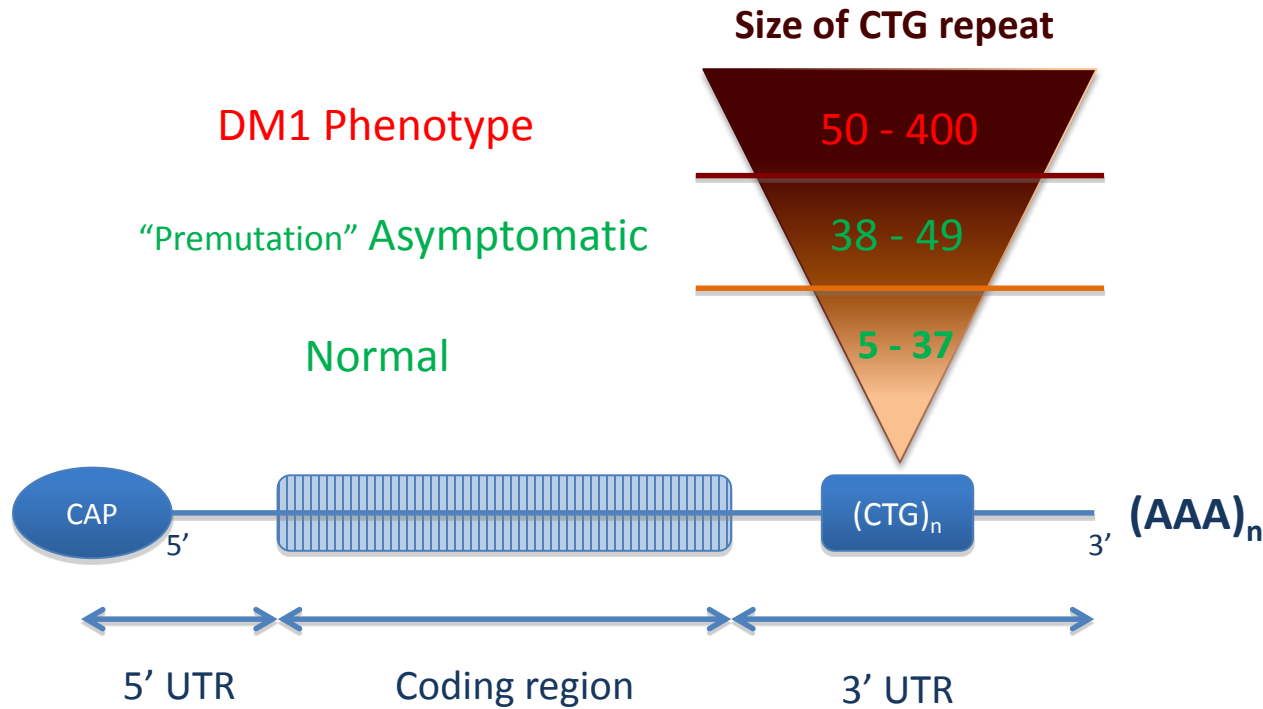 Size of CTG repeat
DM1 Phenotype
50 - 400
“Premutation” Asymptomatic
38 - 49
Normal
5 - 37
CAP
5’
(CTG)n
3’
(AAA)n
5’ UTR
Coding region
3’ UTR